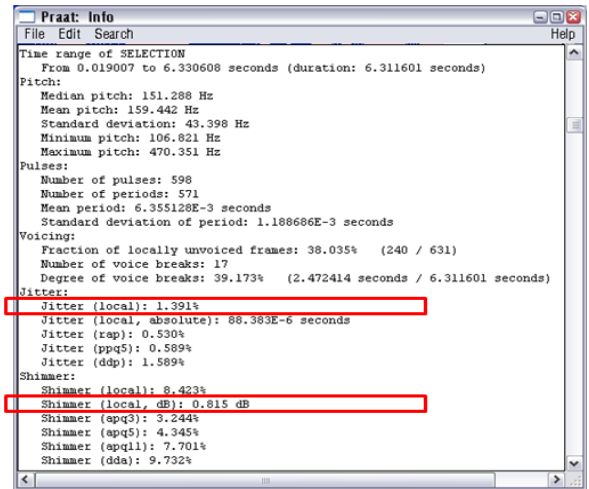 Praat: Info
File Edit Search Help
Time range of SELECTION
From 0.019007 to 6.330608 seconds (duration: 6.311601 seconds)
Pitch:
Median pitch: 151.288 Hz
Mean pitch: 159.442 Hz
Standard deviation: 43.398 Hz
Minimum pitch: 106.821 Hz
Maximum pitch: 470.351 Hz
Pulses:
Number of pulses: 598
Number of periods: 571
Mean period: 6.355128E-3 seconds
Standard deviation of period: 1.188686E-3 seconds
Voicing:
Fraction of locally unvoiced frames: 38.035% (240 / 631)
Number of voice breaks: 17
Degree of voice breaks: 39.173% (2.472414 seconds / 6.311601 seconds)
Jitter:
Jitter (local): 1.391%
Jitter (local, absolute): 88.383E-6 seconds
Jitter (rap): 0.530%
Jitter (ppq5): 0.589%
Jitter (ddp): 1.589%
Shimmer:
Shimmer (local): 8.423%
Shimmer (local, dB): 0.815 dB
Shimmer (apq3): 3.244%
Shimmer (apq5): 4.345%
Shimmer (apq11): 7.701%
Shimmer (dda): 9.732%